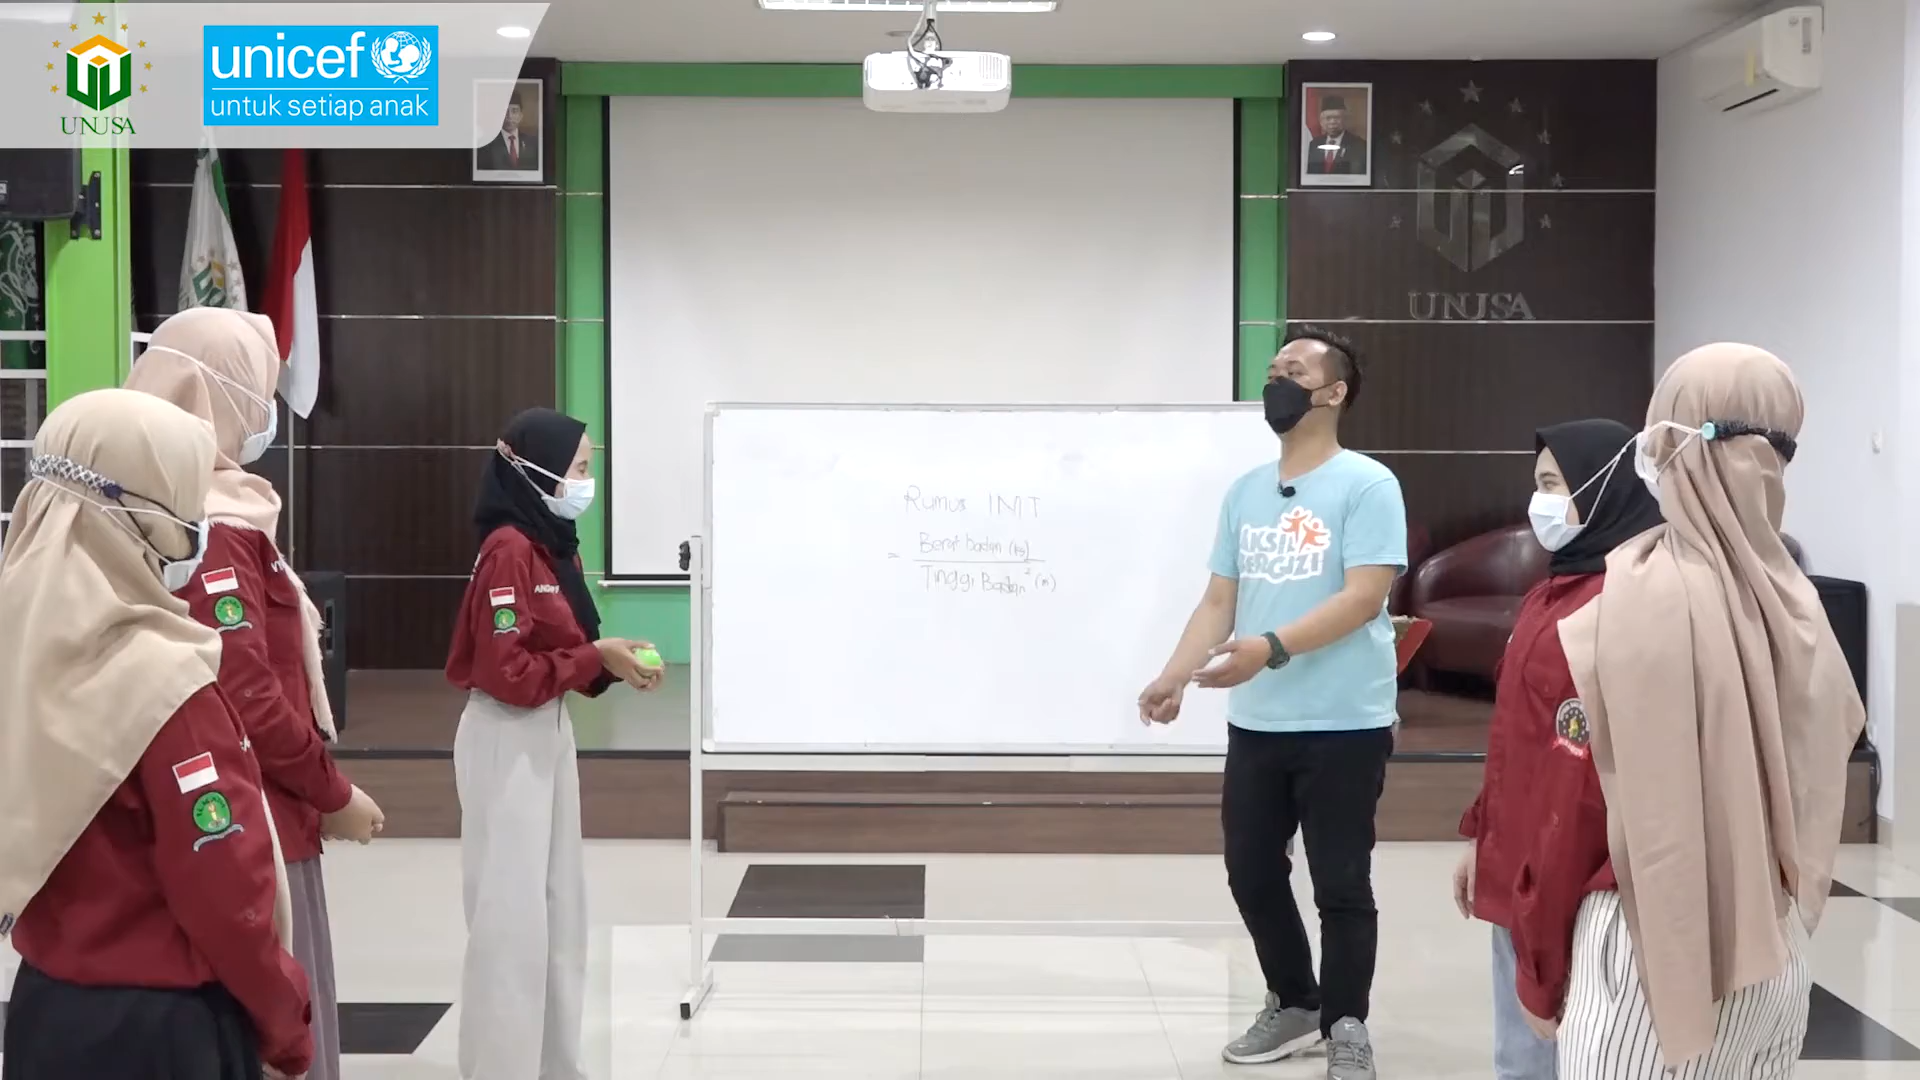 unicef
untuk setiap anak
UNUSA
UNUSA
Rumus IMT
= Berat badan (kg)
Tinggi Badan² (m)
AKSI
BERGIZI